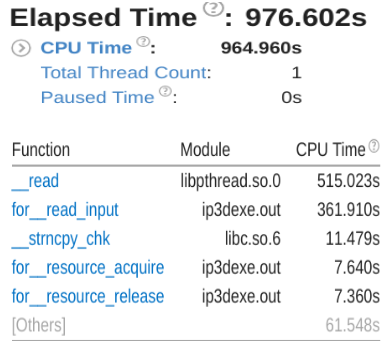 Elapsed Time ?: 976.602s
CPU Time ?: 964.960s
Total Thread Count: 1
Paused Time ?: 0s
Function Module CPU Time ?
__read libpthread.so.0 515.023s
for__read_input ip3dexe.out 361.910s
__strncpy_chk libc.so.6 11.479s
for__resource_acquire ip3dexe.out 7.640s
for__resource_release ip3dexe.out 7.360s
[Others] 61.548s